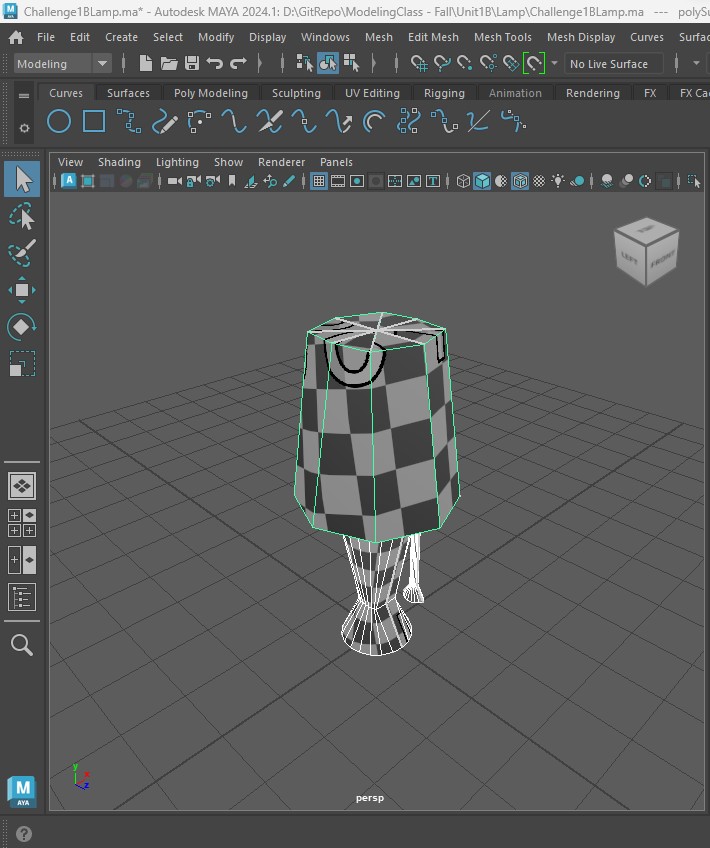 Challenge1BLamp.ma* - Autodesk MAYA 2024.1: D:\GitRepo\ModelingClass - Fall\Unit1B\Lamp\Challenge1BLamp.ma --- polySu
File Edit Create Select Modify Display Windows Mesh Edit Mesh Mesh Tools Mesh Display Curves Surfac
Modeling No Live Surface
Curves Surfaces Poly Modeling Sculpting UV Editing Rigging Animation Rendering FX FX Ca
View Shading Lighting Show Renderer Panels
TOP
LEFT FRONT
y
x
z
persp
M
AYA